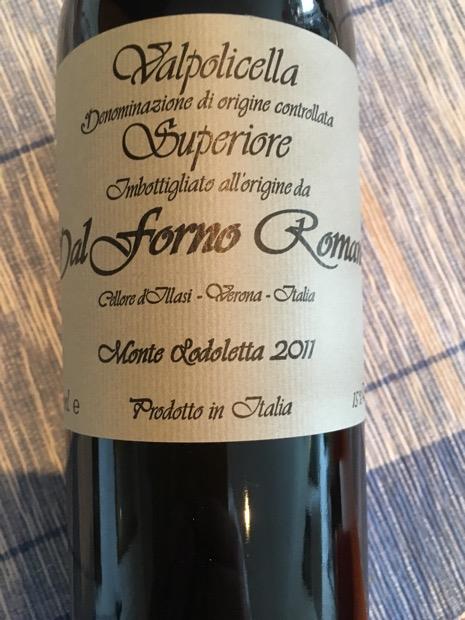 Valpolicella
Denominazione di origine controllata
Superiore
Imbottigliato all'origine da
Dal Forno Roman
Cellore d'Illasi - Verona - Italia
Monte Lodoletta 2011
e
Prodotto in Italia